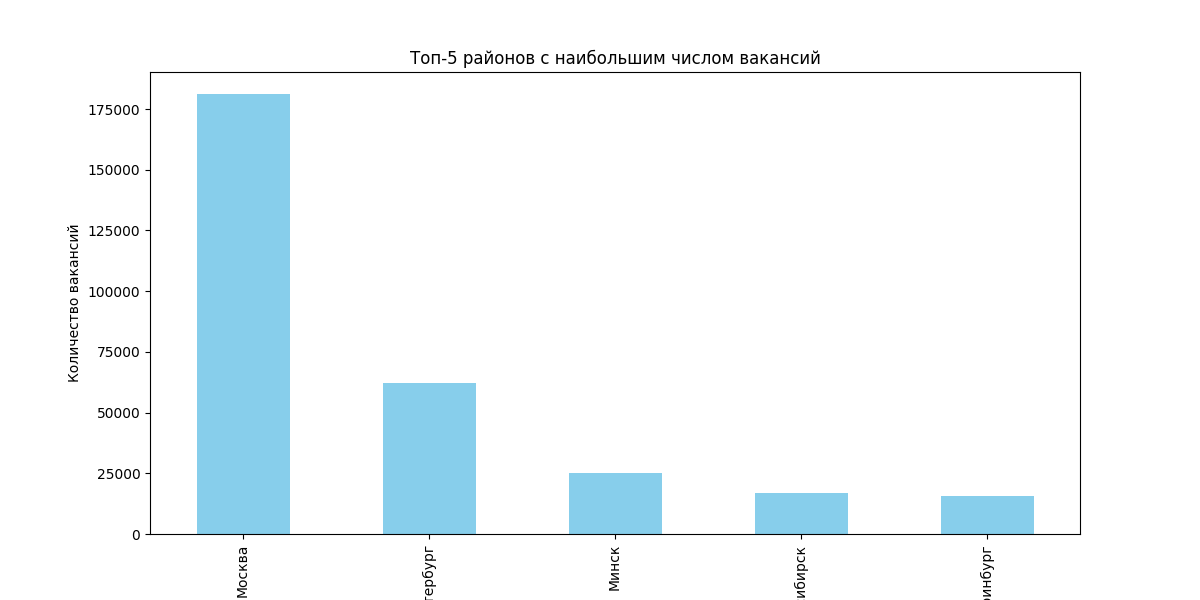 Топ-5 районов с наибольшим числом вакансий
Количество вакансий
175000
150000
125000
100000
75000
50000
25000
0
Москва
тербург
Минск
ибирск
ринбург